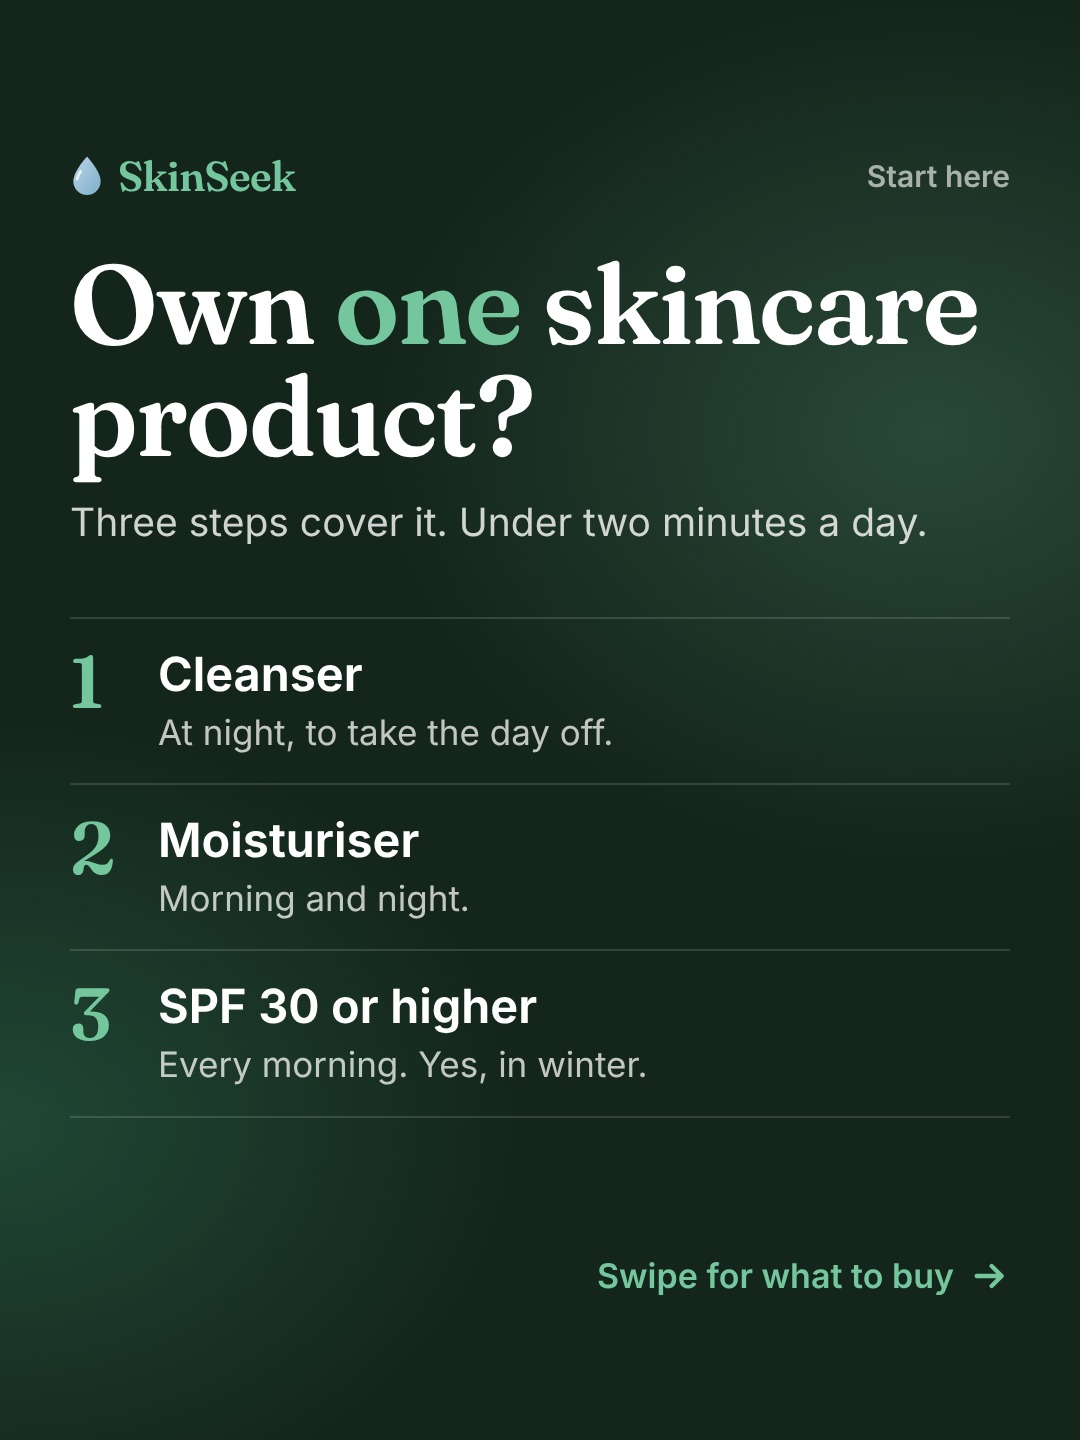 SkinSeek
Start here
Own one skincare
product?
Three steps cover it. Under two minutes a day.
1
Cleanser
At night, to take the day off.
2
Moisturiser
Morning and night.
3
SPF 30 or higher
Every morning. Yes, in winter.
Swipe for what to buy →